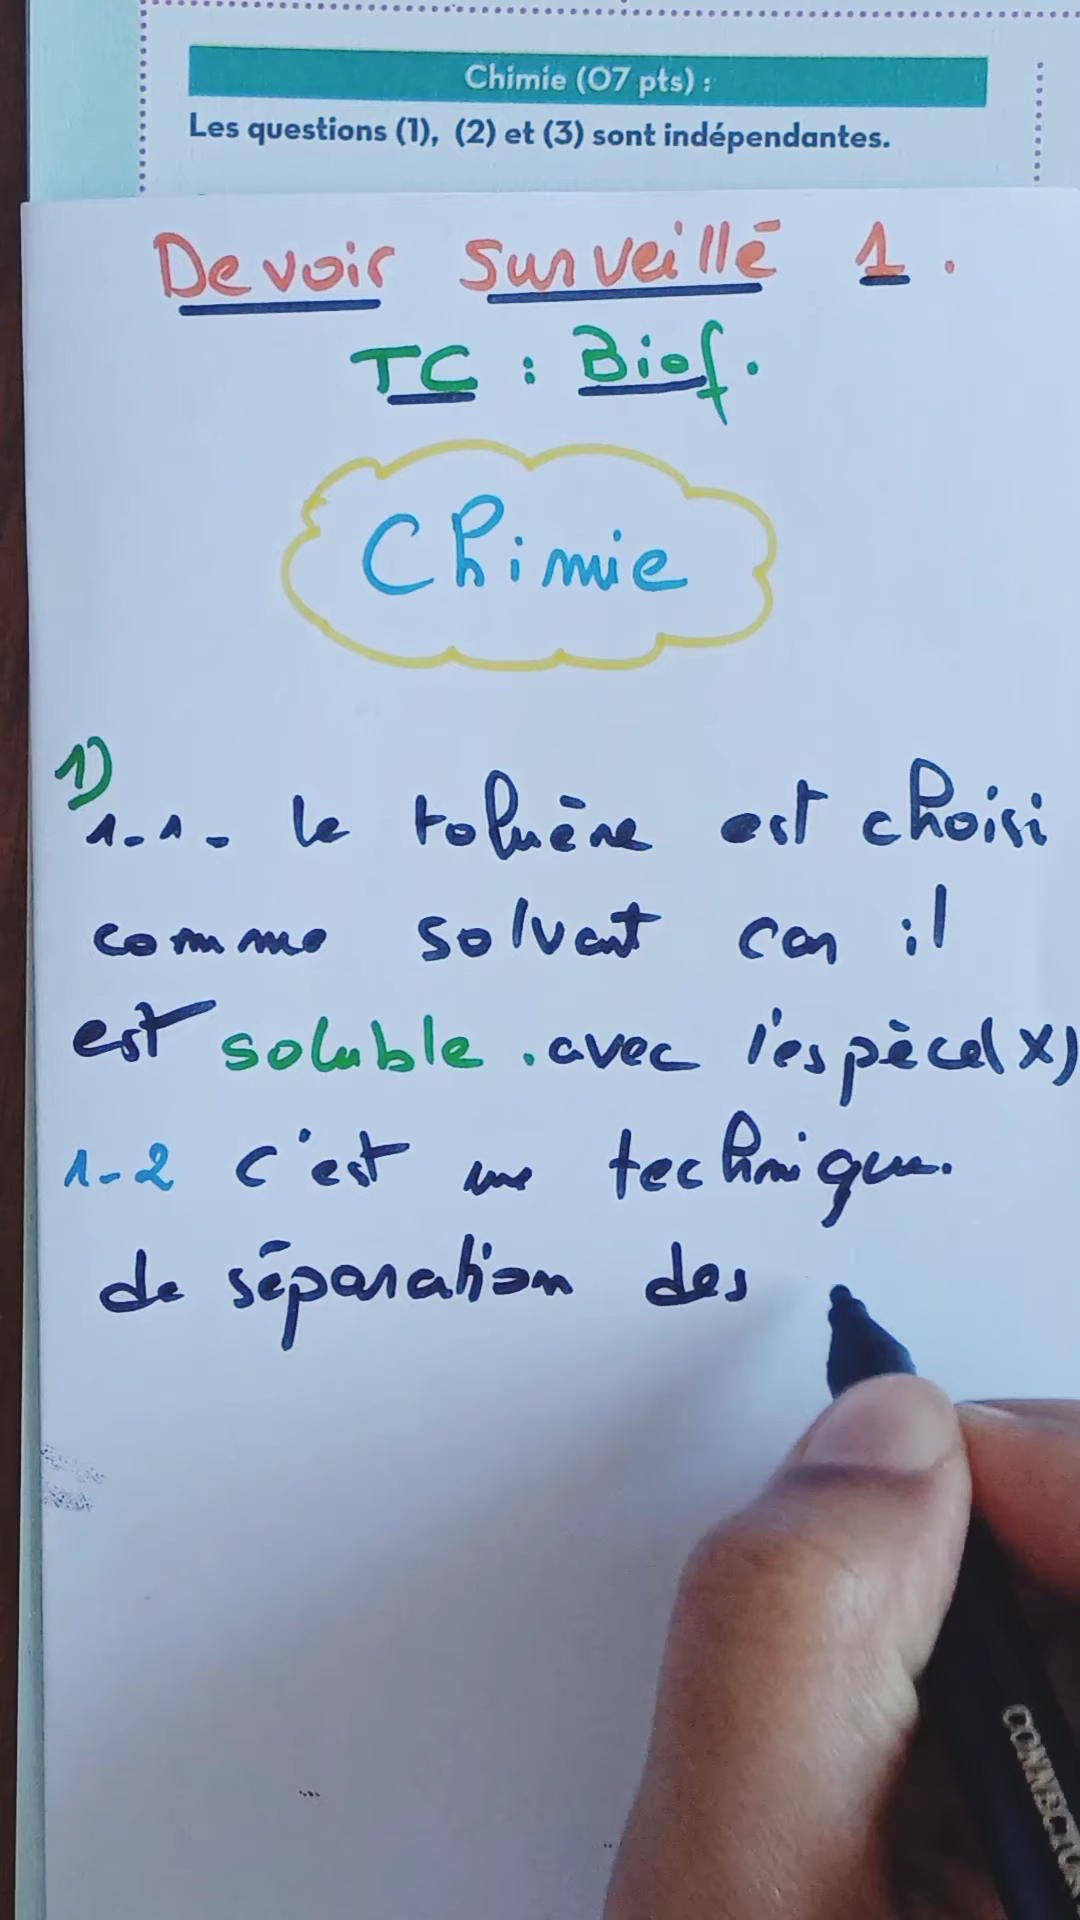 Chimie (07 pts) :
Les questions (1), (2) et (3) sont indépendantes.
Devoir surveillé 1.
TC : Biof.
Chimie
1)
1-1- le toluène est choisi
comme solvant car il
est soluble . avec l'espèce(X)
1-2 c'est une technique.
de séparation des
CONNECTOR